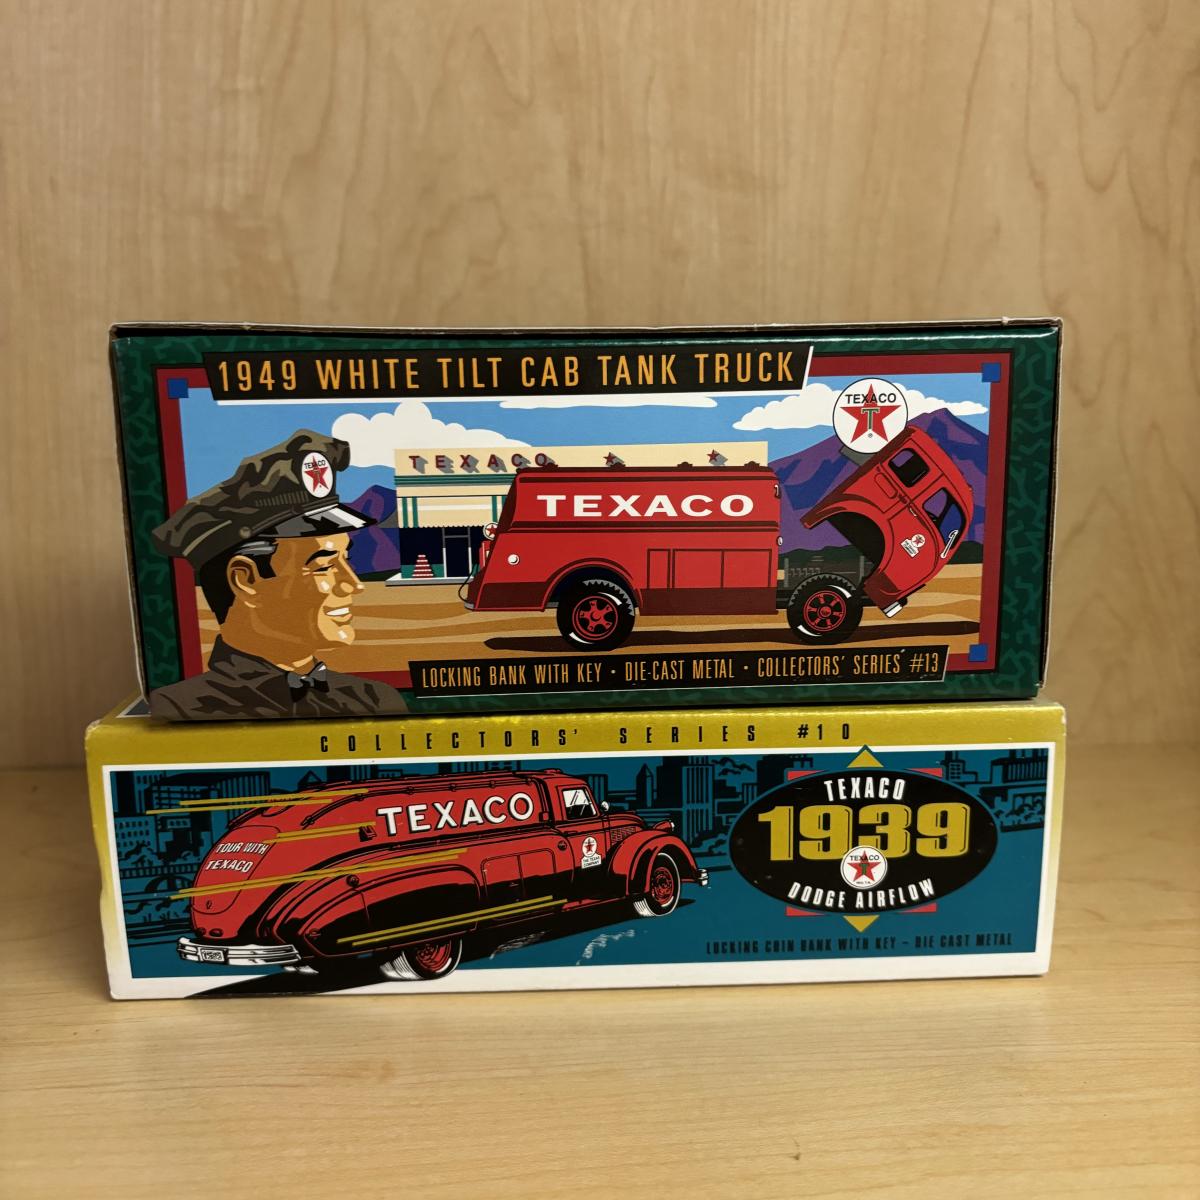 1949 WHITE TILT CAB TANK TRUCK
TEXACO
T
®
TEXACO
T
TEXACO
TEXACO
LOCKING BANK WITH KEY · DIE-CAST METAL · COLLECTORS' SERIES #13
COLLECTORS' SERIES #10
TEXACO
TOUR WITH
TEXACO
TEXACO
1939
TEXACO
T
DODGE AIRFLOW
LOCKING COIN BANK WITH KEY – DIE CAST METAL